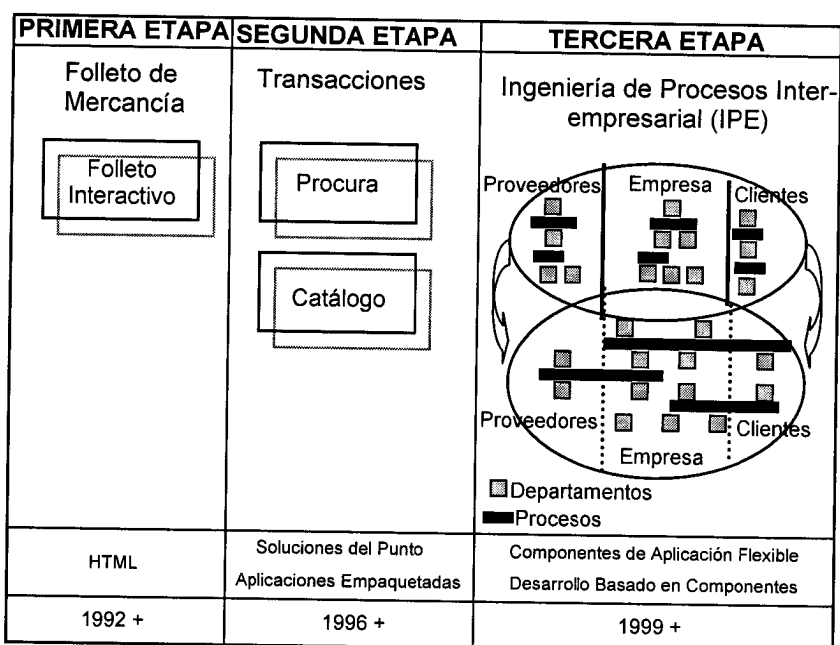 PRIMERA ETAPA
SEGUNDA ETAPA
TERCERA ETAPA
Folleto de
Mercancía
Folleto
Interactivo
Transacciones
Procura
Catálogo
Ingeniería de Procesos Inter-
empresarial (IPE)
Proveedores
Empresa
Clientes
Proveedores
Empresa
Clientes
Departamentos
Procesos
HTML
Soluciones del Punto
Aplicaciones Empaquetadas
Componentes de Aplicación Flexible
Desarrollo Basado en Componentes
1992 +
1996 +
1999 +